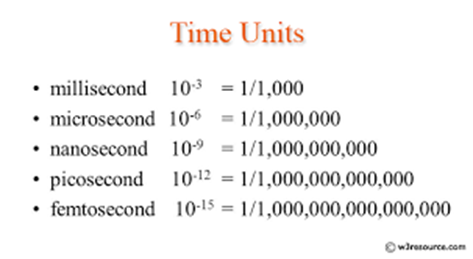 Time Units
• millisecond 10⁻³ = 1/1,000
• microsecond 10⁻⁶ = 1/1,000,000
• nanosecond 10⁻⁹ = 1/1,000,000,000
• picosecond 10⁻¹² = 1/1,000,000,000,000
• femtosecond 10⁻¹⁵ = 1/1,000,000,000,000,000
© w3resource.com